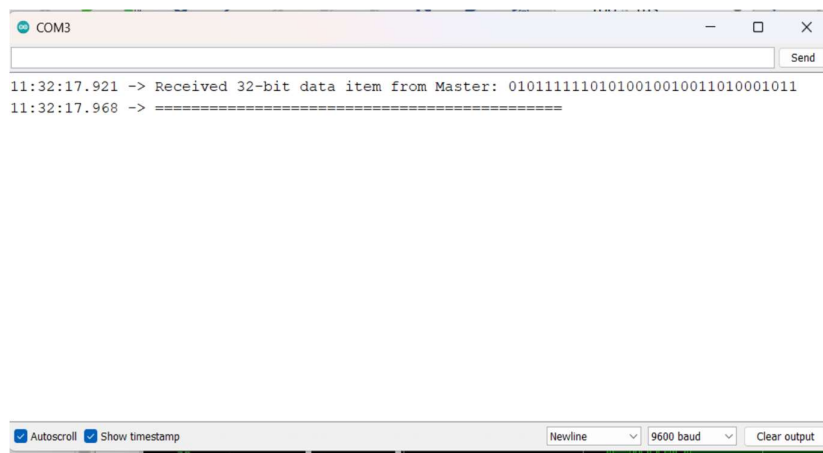 COM3
Send
11:32:17.921 -> Received 32-bit data item from Master: 01011111101010010010011010001011
11:32:17.968 -> =============================================
Autoscroll Show timestamp Newline 9600 baud Clear output